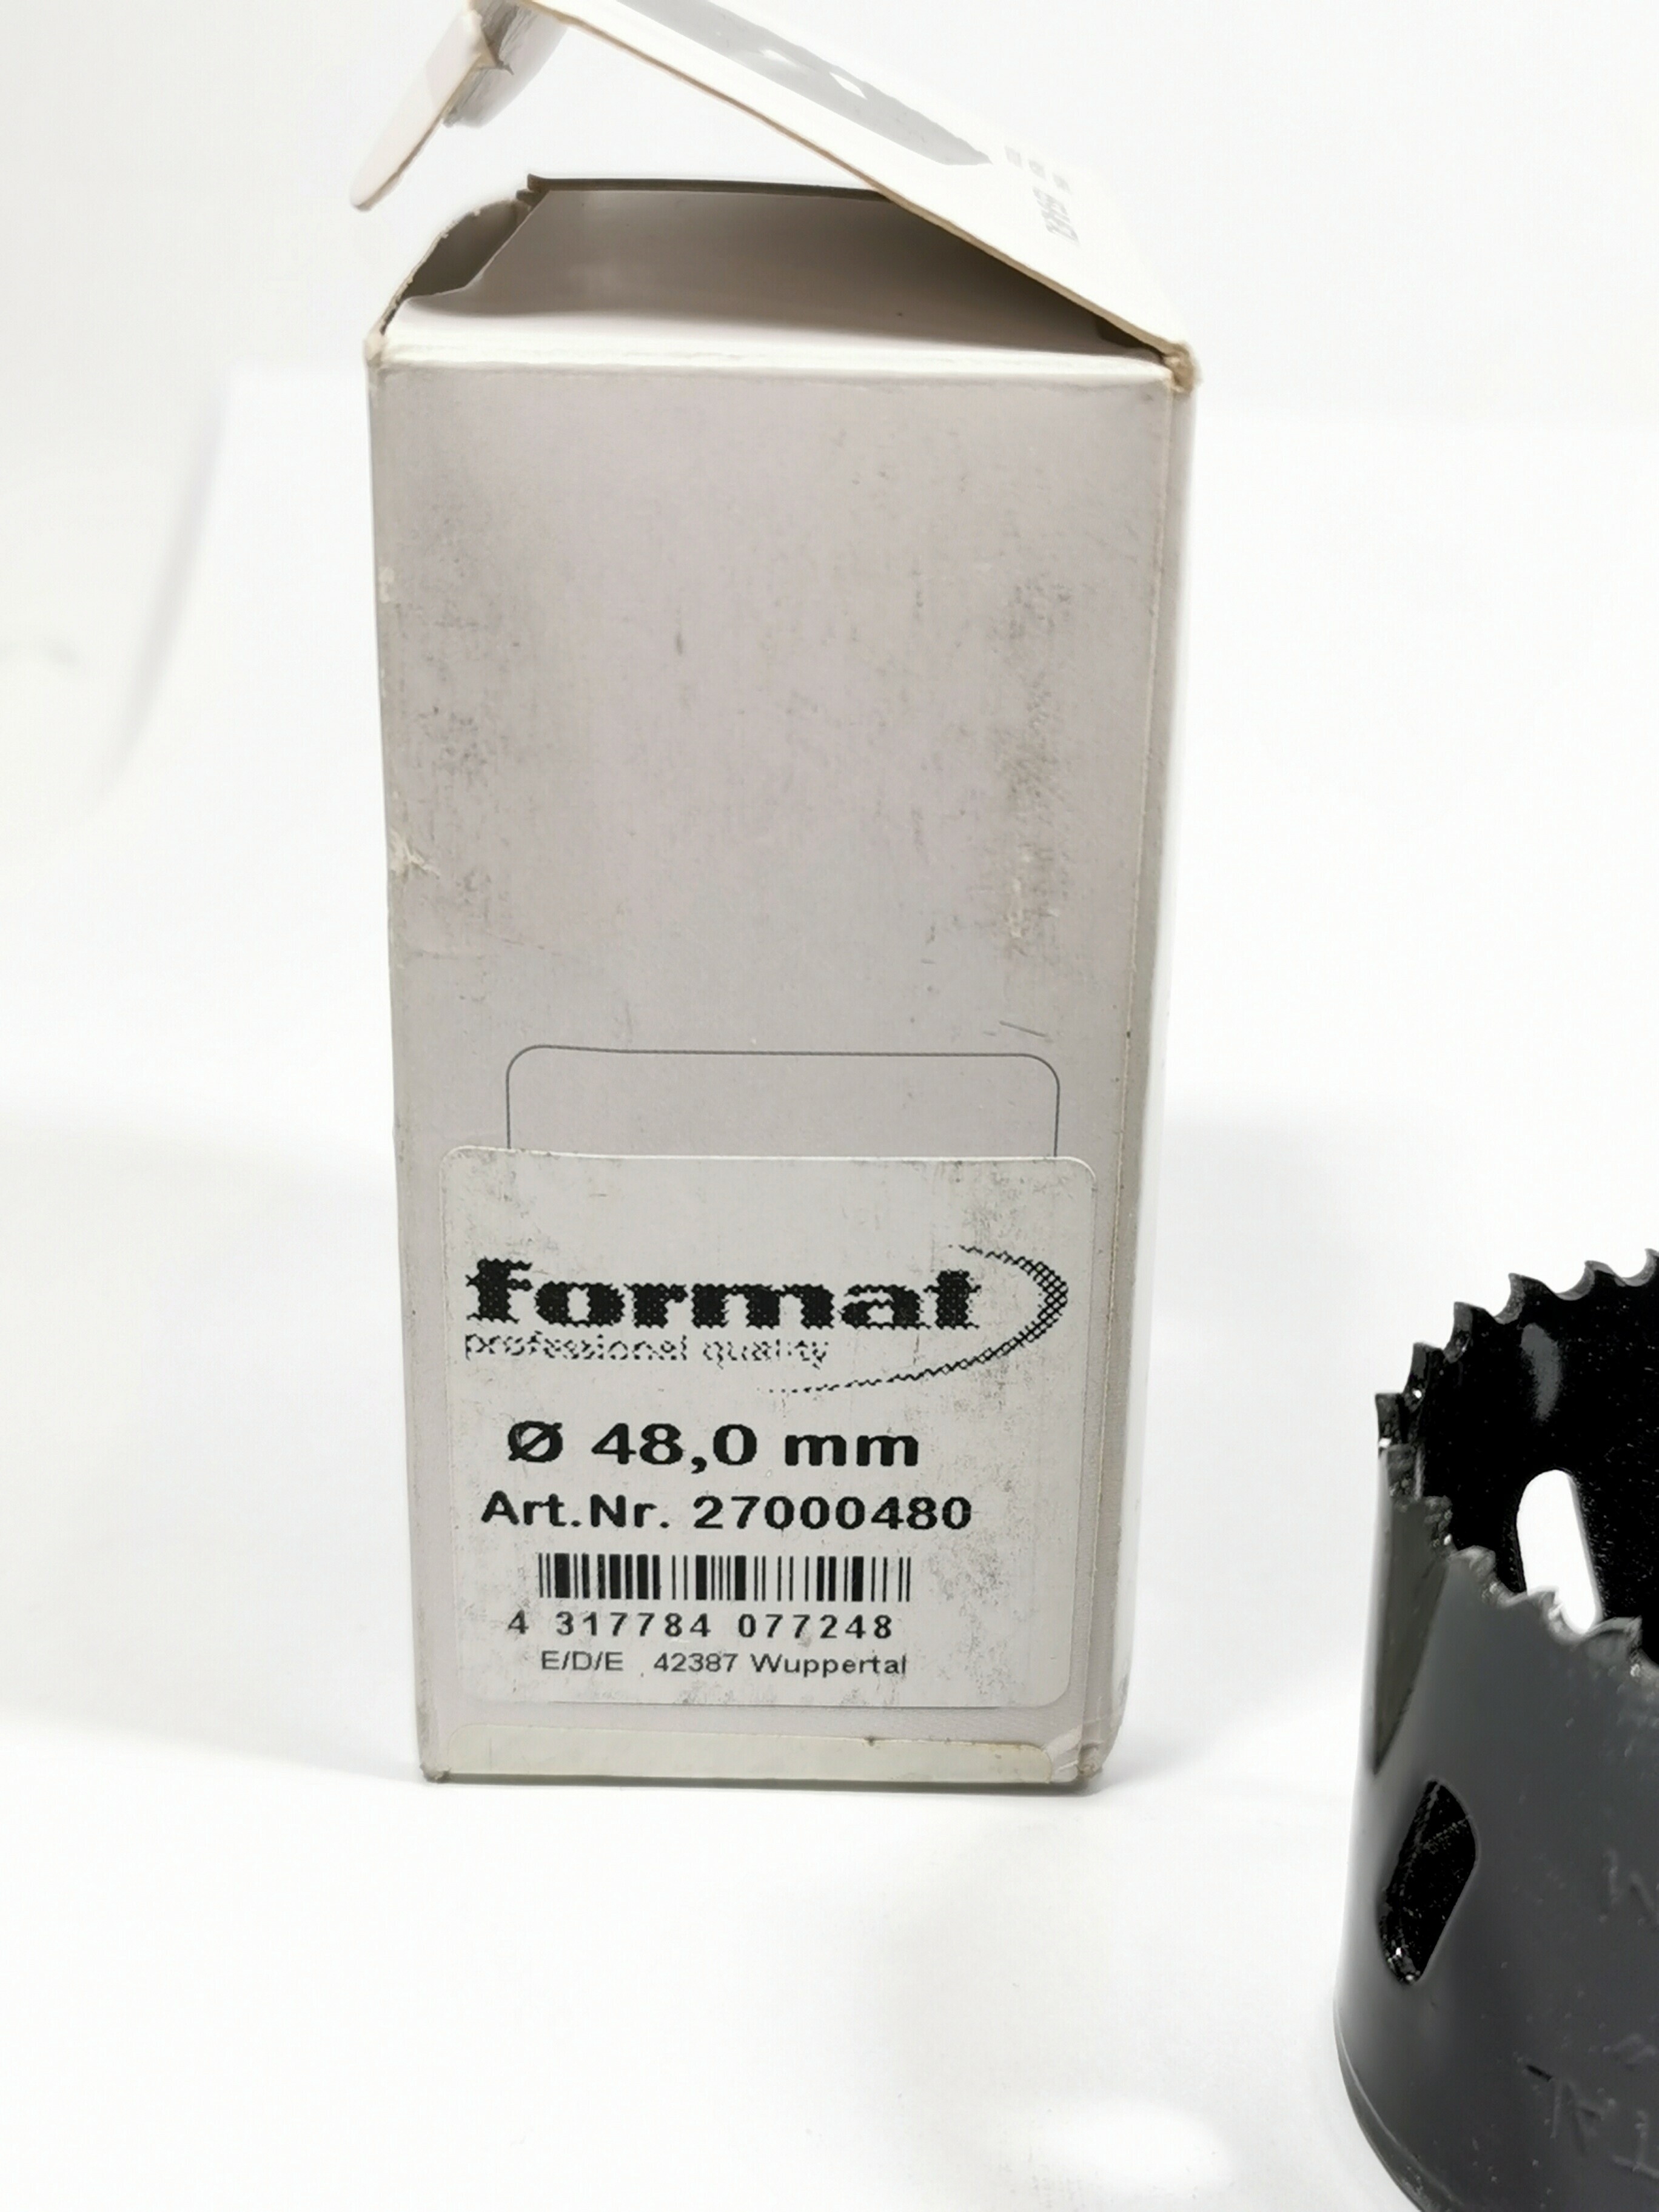 format
professional quality
Ø 48,0 mm
Art.Nr. 27000480
4 317784 077248
E/D/E 42387 Wuppertal